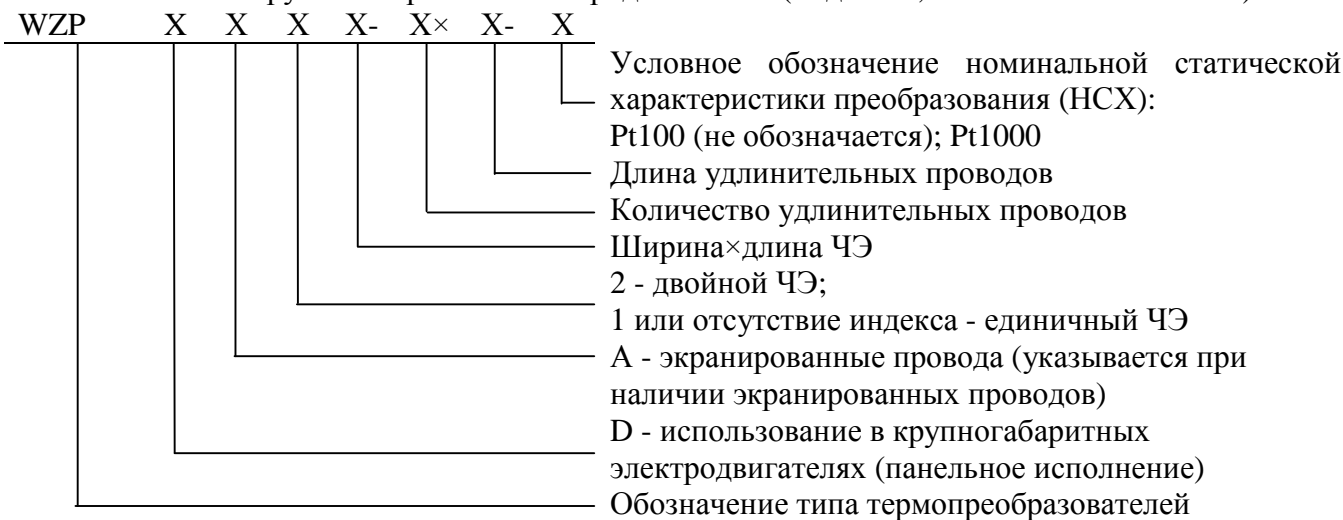 WZP X X X X- X× X- X
Условное обозначение номинальной статической
характеристики преобразования (НСХ):
Pt100 (не обозначается); Pt1000
Длина удлинительных проводов
Количество удлинительных проводов
Ширина×длина ЧЭ
2 - двойной ЧЭ;
1 или отсутствие индекса - единичный ЧЭ
А - экранированные провода (указывается при
наличии экранированных проводов)
D - использование в крупногабаритных
электродвигателях (панельное исполнение)
Обозначение типа термопреобразователей